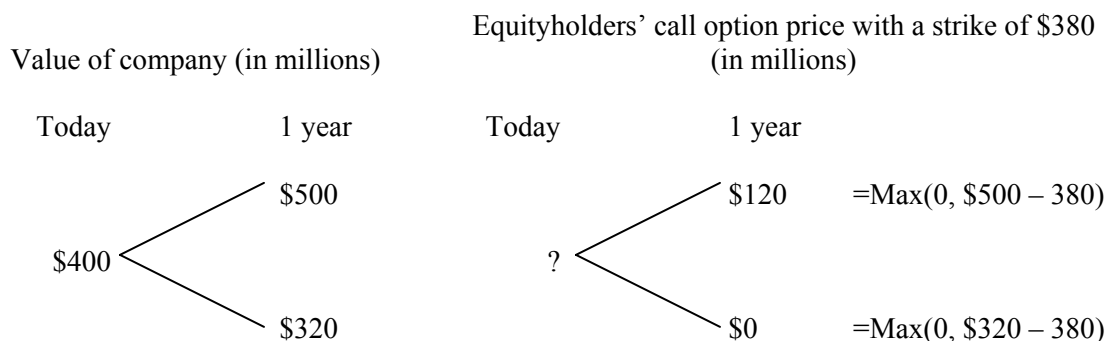 Equityholders' call option price with a strike of $380
Value of company (in millions) (in millions)
Today 1 year Today 1 year
$500 $120 =Max(0, $500 – 380)
$400 ?
$320 $0 =Max(0, $320 – 380)